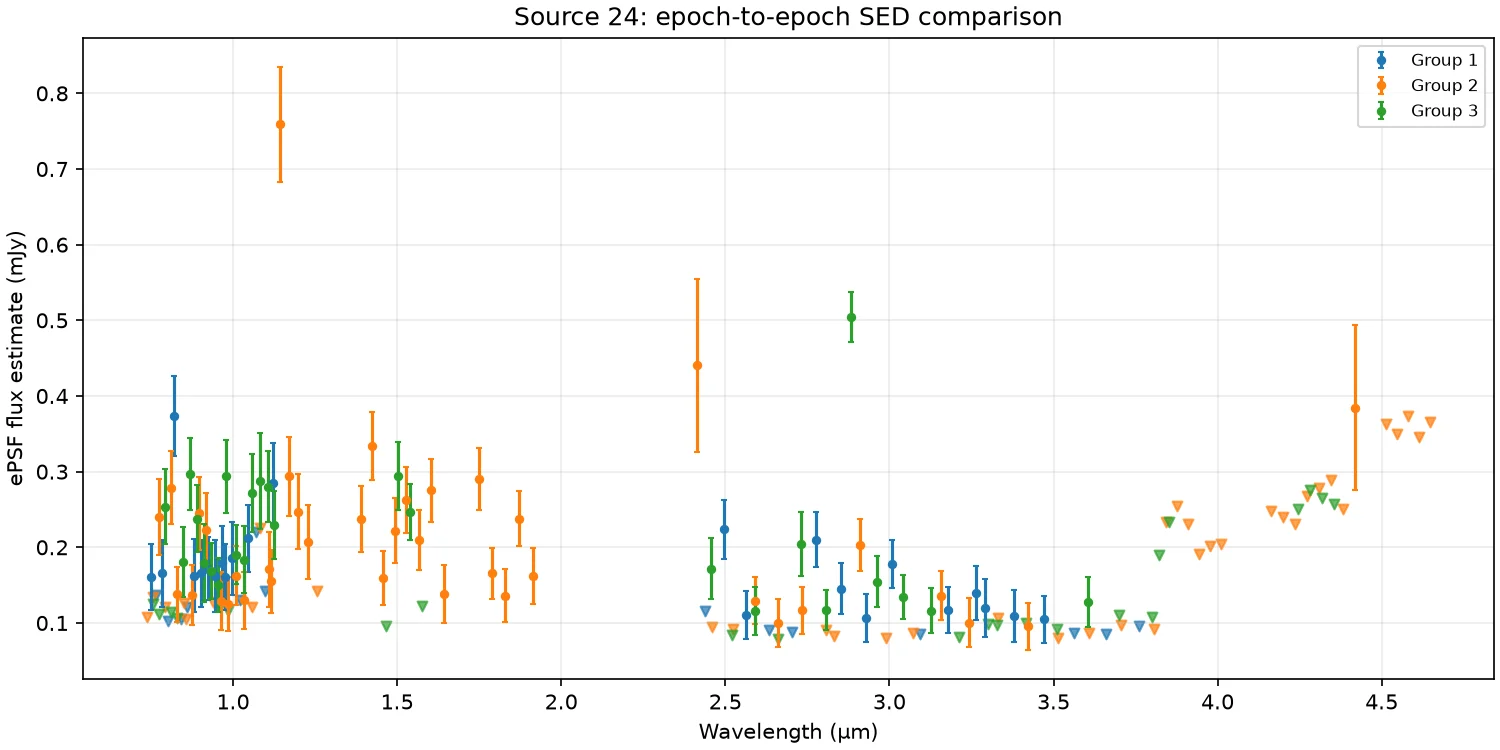 Source 24: epoch-to-epoch SED comparison
Group 1
Group 2
Group 3
ePSF flux estimate (mJy)
0.8
0.7
0.6
0.5
0.4
0.3
0.2
0.1
1.0 1.5 2.0 2.5 3.0 3.5 4.0 4.5
Wavelength (μm)